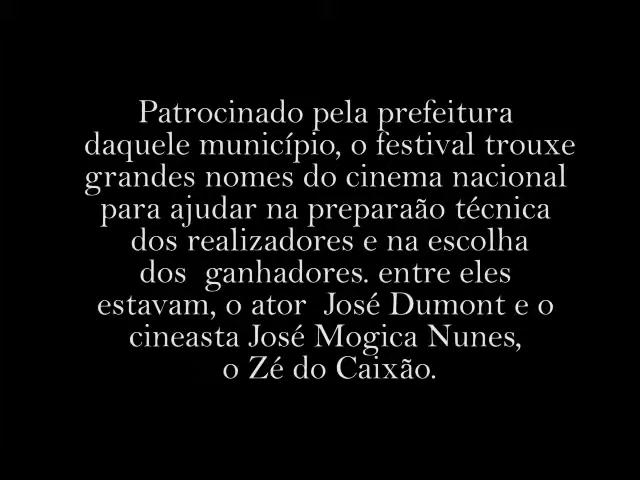 Patrocinado pela prefeitura
daquele município, o festival trouxe
grandes nomes do cinema nacional
para ajudar na preparaão técnica
dos realizadores e na escolha
dos  ganhadores. entre eles
estavam, o ator  José Dumont e o
cineasta José Mogica Nunes,
o Zé do Caixão.